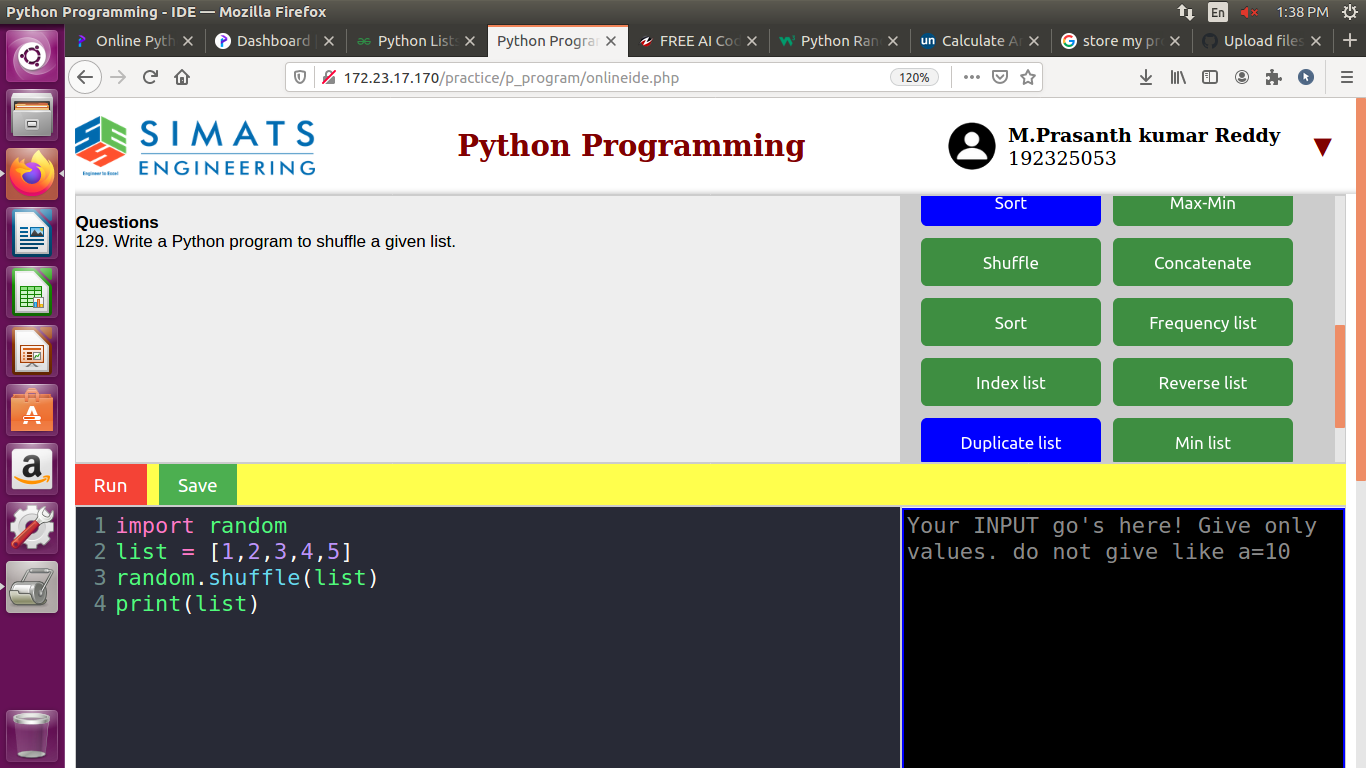 Python Programming - IDE — Mozilla Firefox
En
1:38 PM
Online Pyth
Dashboard
Python Lists
Python Progra
FREE AI Co
Python Ran
un Calculate A
store my pr
Upload files
172.23.17.170/practice/p_program/onlineide.php
120%
SIMATS
ENGINEERING
Engineer to Excel
Python Programming
M.Prasanth kumar Reddy
192325053
Questions
129. Write a Python program to shuffle a given list.
Sort
Max-Min
Shuffle
Concatenate
Sort
Frequency list
Index list
Reverse list
Duplicate list
Min list
Run
Save
1 import random
2 list = [1,2,3,4,5]
3 random.shuffle(list)
4 print(list)
Your INPUT go's here! Give only
values. do not give like a=10